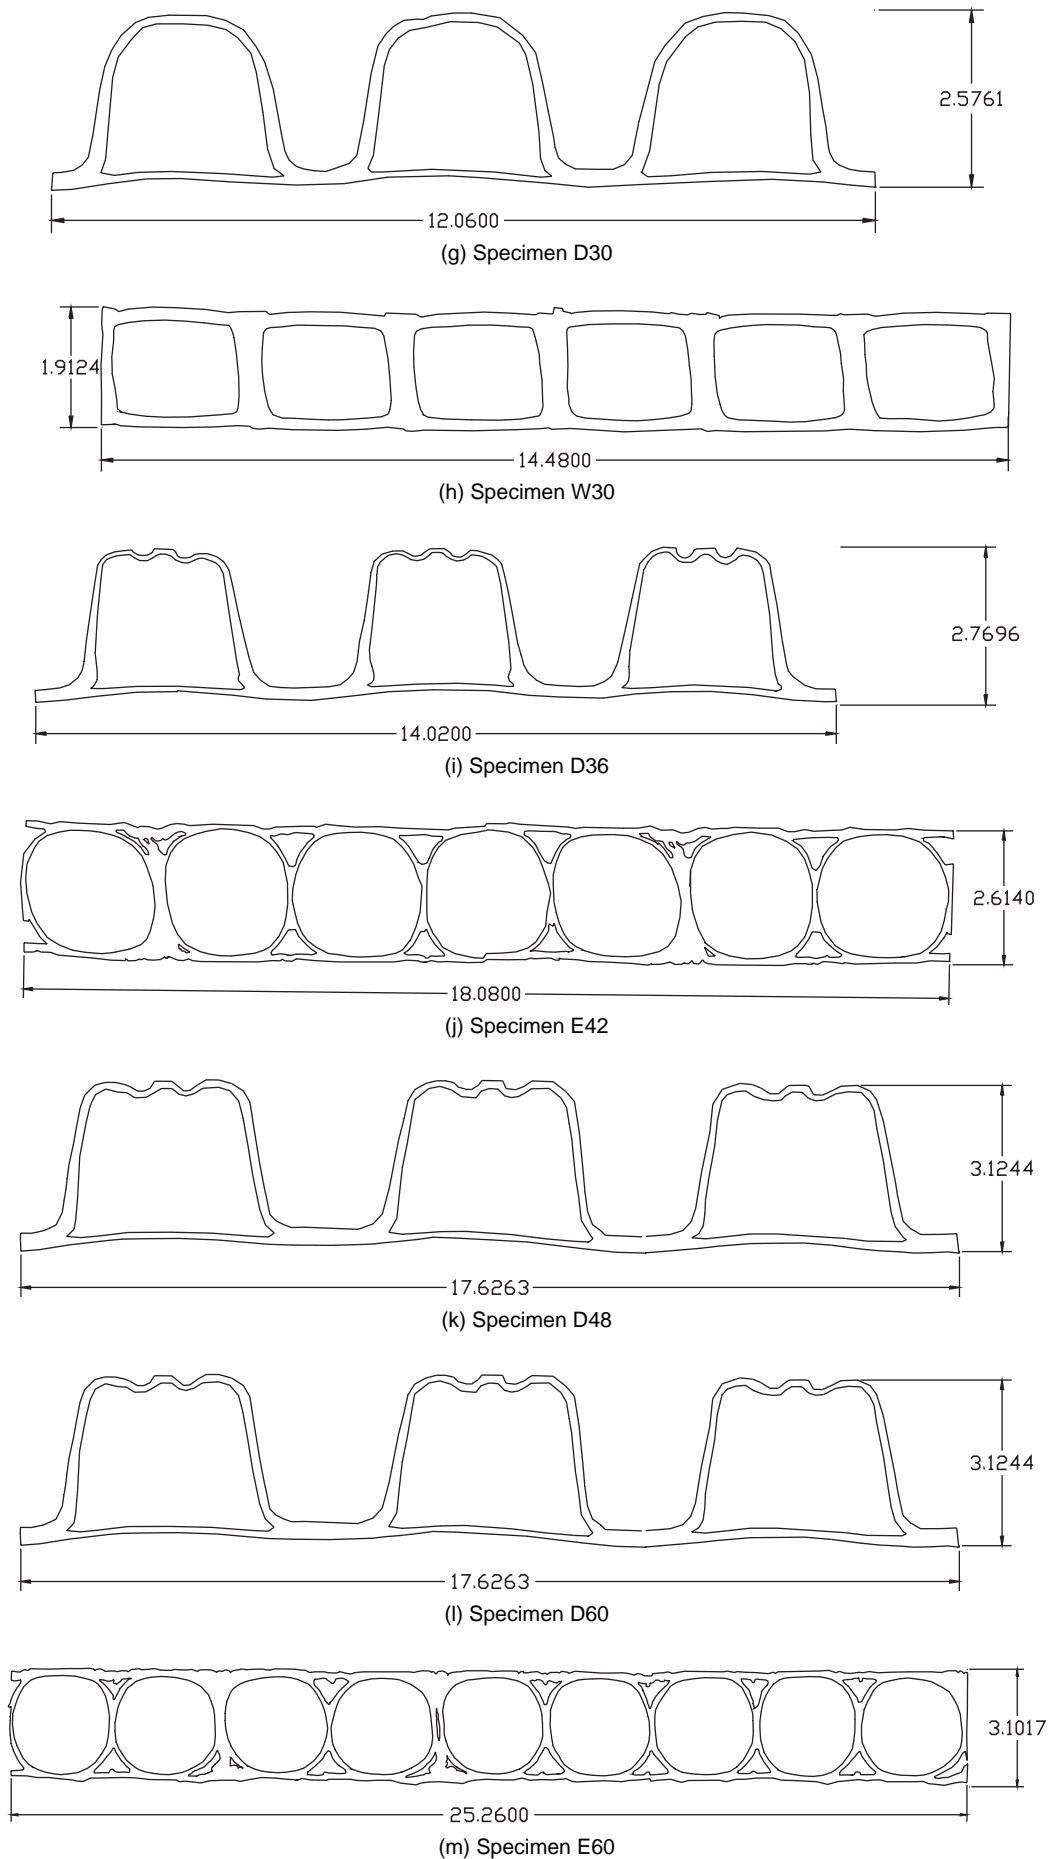 2.5761
12.0600
(g) Specimen D30
1.9124
14.4800
(h) Specimen W30
2.7696
14.0200
(i) Specimen D36
2.6140
18.0800
(j) Specimen E42
3.1244
17.6263
(k) Specimen D48
3.1244
17.6263
(l) Specimen D60
3.1017
25.2600
(m) Specimen E60